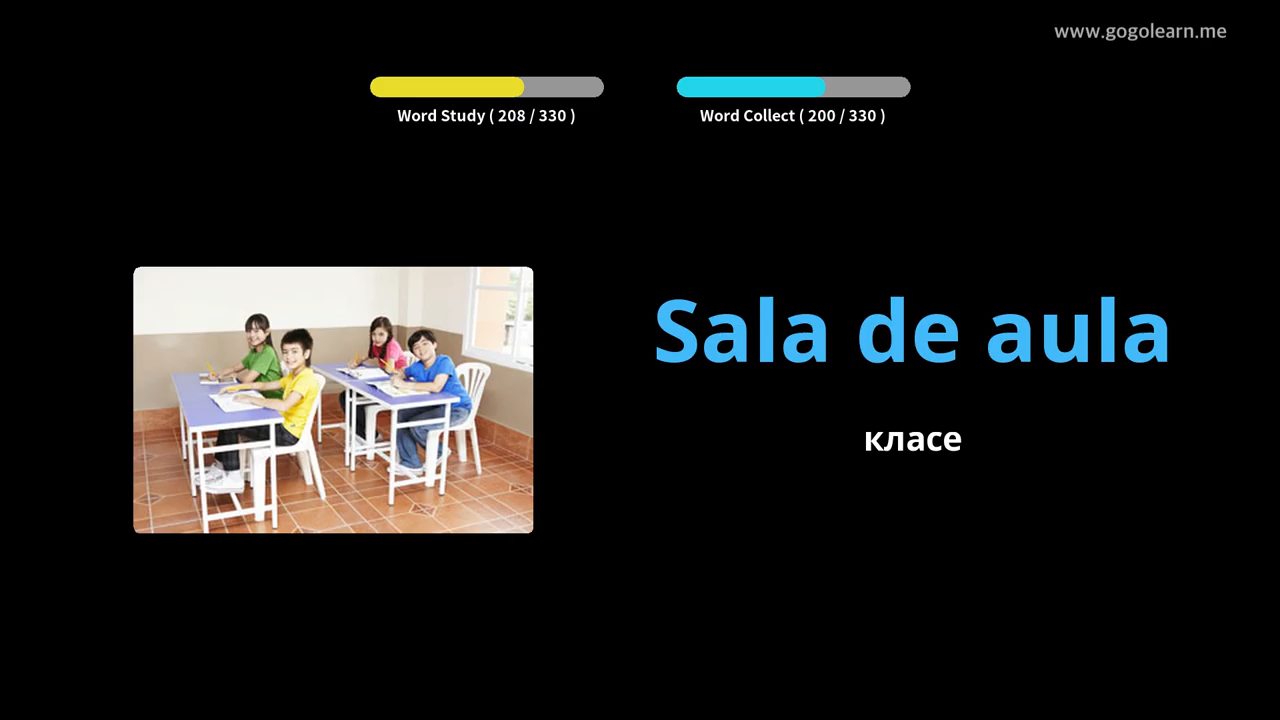 www.gogolearn.me
Word Study ( 208 / 330 )
Word Collect ( 200 / 330 )
Sala de aula
класе